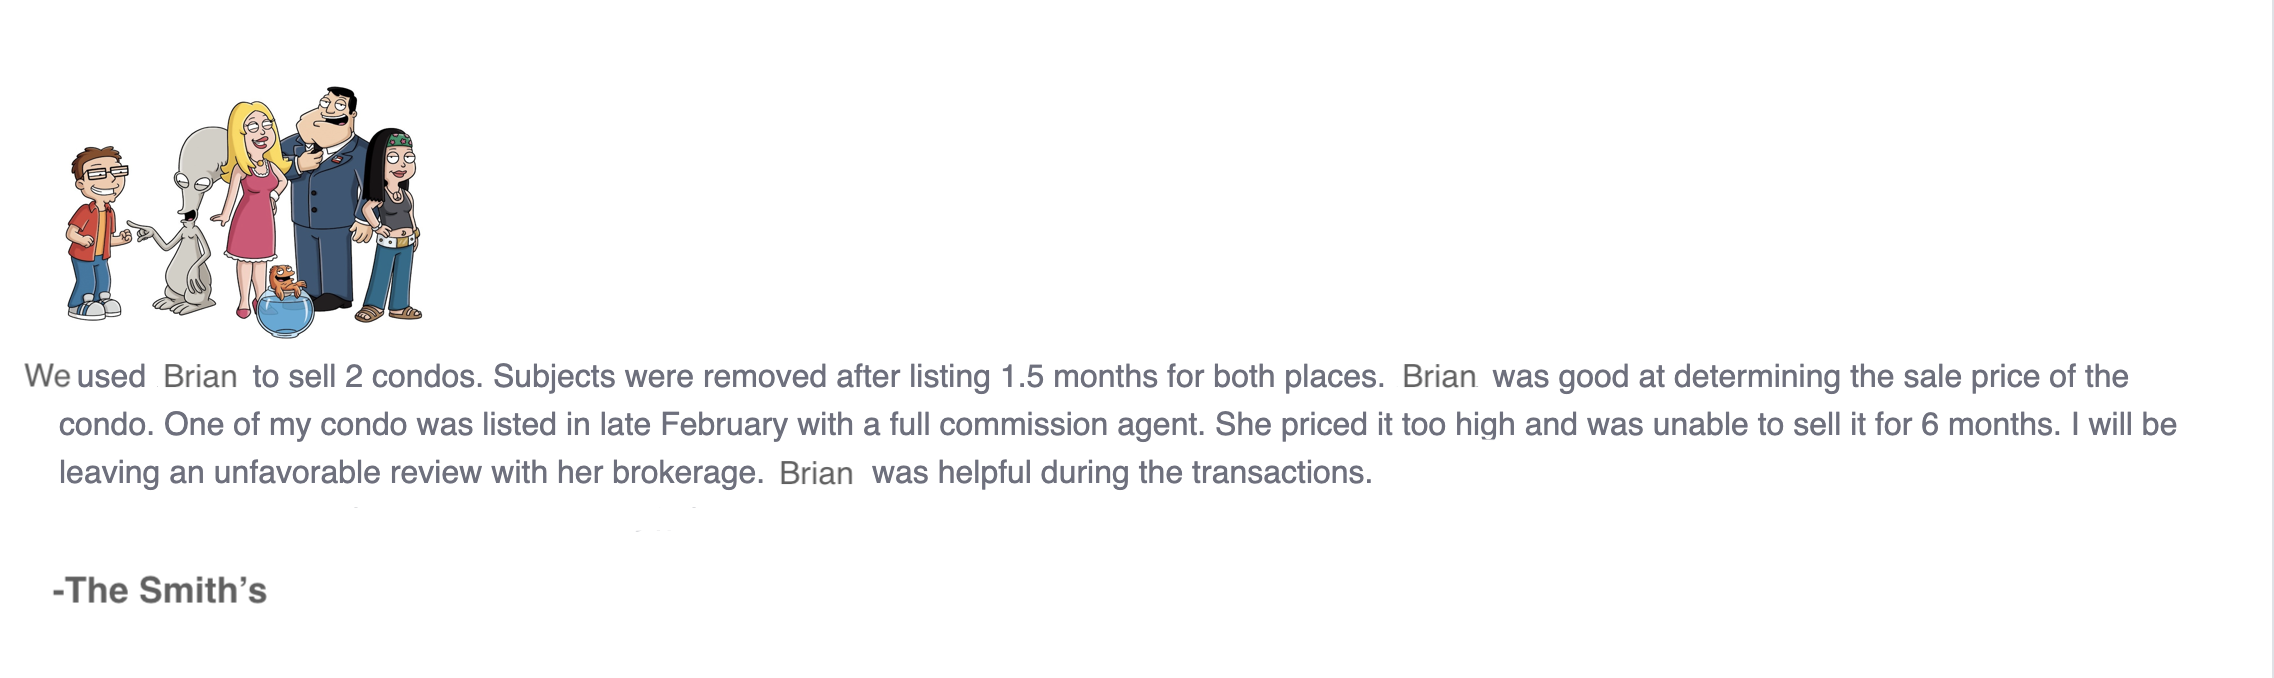 We used Brian to sell 2 condos. Subjects were removed after listing 1.5 months for both places. Brian was good at determining the sale price of the
condo. One of my condo was listed in late February with a full commission agent. She priced it too high and was unable to sell it for 6 months. I will be
leaving an unfavorable review with her brokerage. Brian was helpful during the transactions.
-The Smith’s